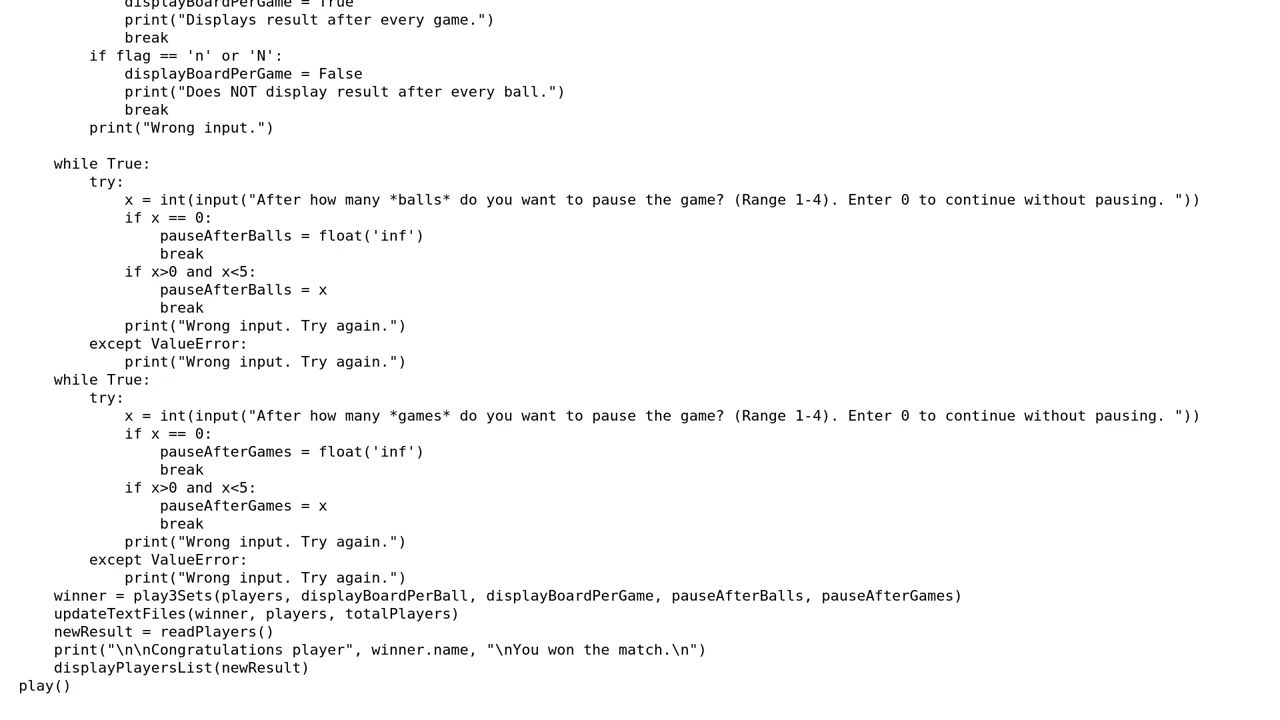 displayBoardPerGame = True
            print("Displays result after every game.")
            break
        if flag == 'n' or 'N':
            displayBoardPerGame = False
            print("Does NOT display result after every ball.")
            break
        print("Wrong input.")

    while True:
        try:
            x = int(input("After how many *balls* do you want to pause the game? (Range 1-4). Enter 0 to continue without pausing. "))
            if x == 0:
                pauseAfterBalls = float('inf')
                break
            if x>0 and x<5:
                pauseAfterBalls = x
                break
            print("Wrong input. Try again.")
        except ValueError:
            print("Wrong input. Try again.")
    while True:
        try:
            x = int(input("After how many *games* do you want to pause the game? (Range 1-4). Enter 0 to continue without pausing. "))
            if x == 0:
                pauseAfterGames = float('inf')
                break
            if x>0 and x<5:
                pauseAfterGames = x
                break
            print("Wrong input. Try again.")
        except ValueError:
            print("Wrong input. Try again.")
    winner = play3Sets(players, displayBoardPerBall, displayBoardPerGame, pauseAfterBalls, pauseAfterGames)
    updateTextFiles(winner, players, totalPlayers)
    newResult = readPlayers()
    print("\n\nCongratulations player", winner.name, "\nYou won the match.\n")
    displayPlayersList(newResult)
play()